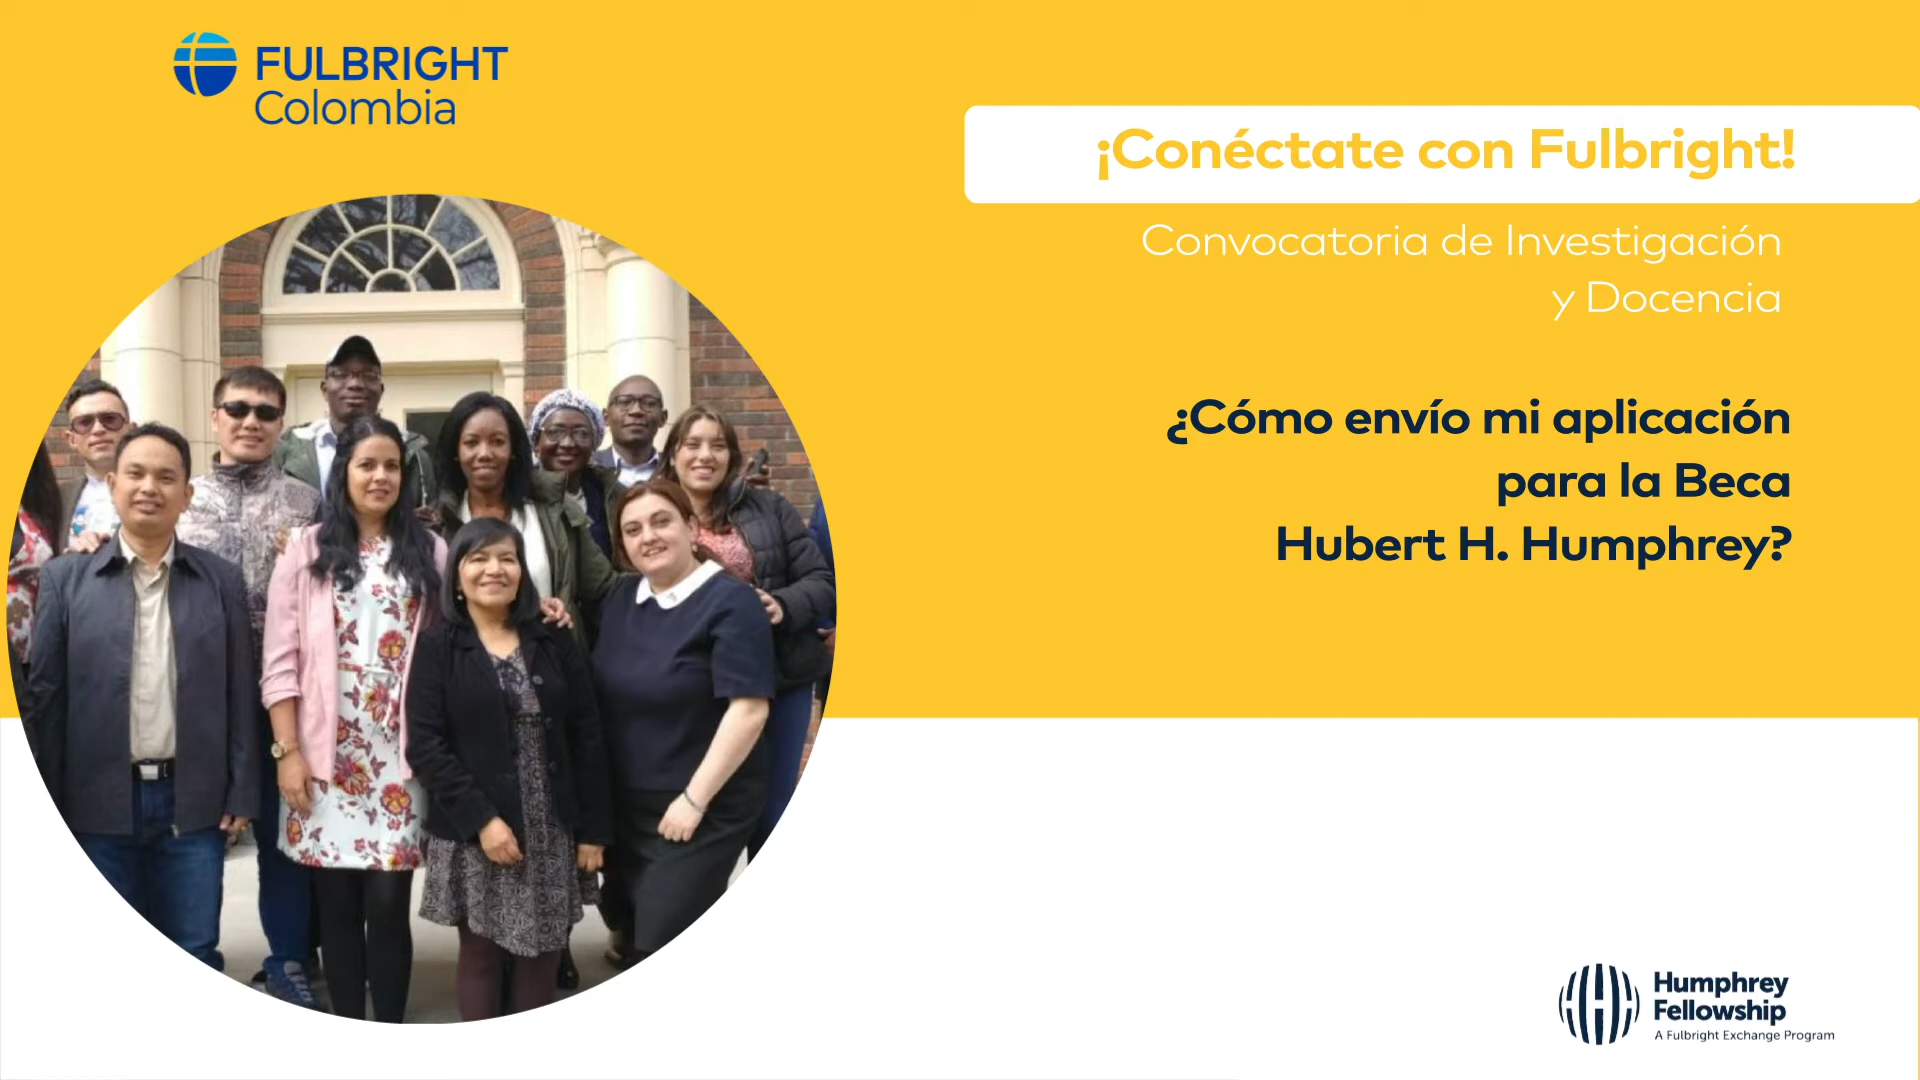 FULBRIGHT
Colombia
¡Conéctate con Fulbright!
Convocatoria de Investigación
y Docencia
¿Cómo envío mi aplicación
para la Beca
Hubert H. Humphrey?
Humphrey
Fellowship
A Fulbright Exchange Program